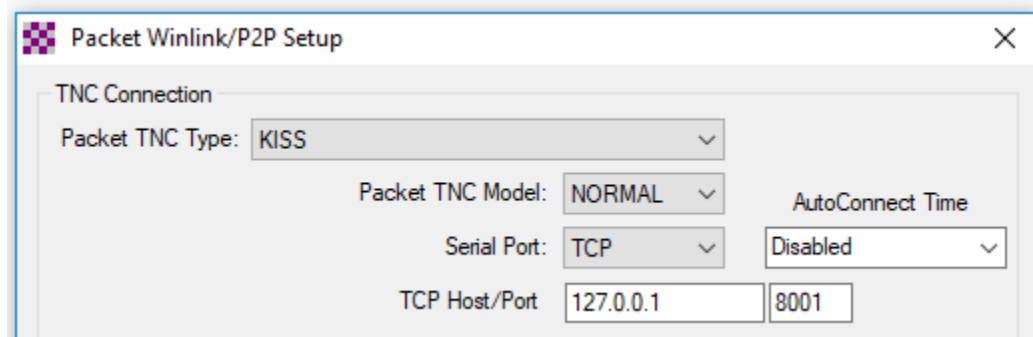 Packet Winlink/P2P Setup
TNC Connection
Packet TNC Type: KISS
Packet TNC Model: NORMAL
AutoConnect Time
Serial Port: TCP
Disabled
TCP Host/Port 127.0.0.1 8001